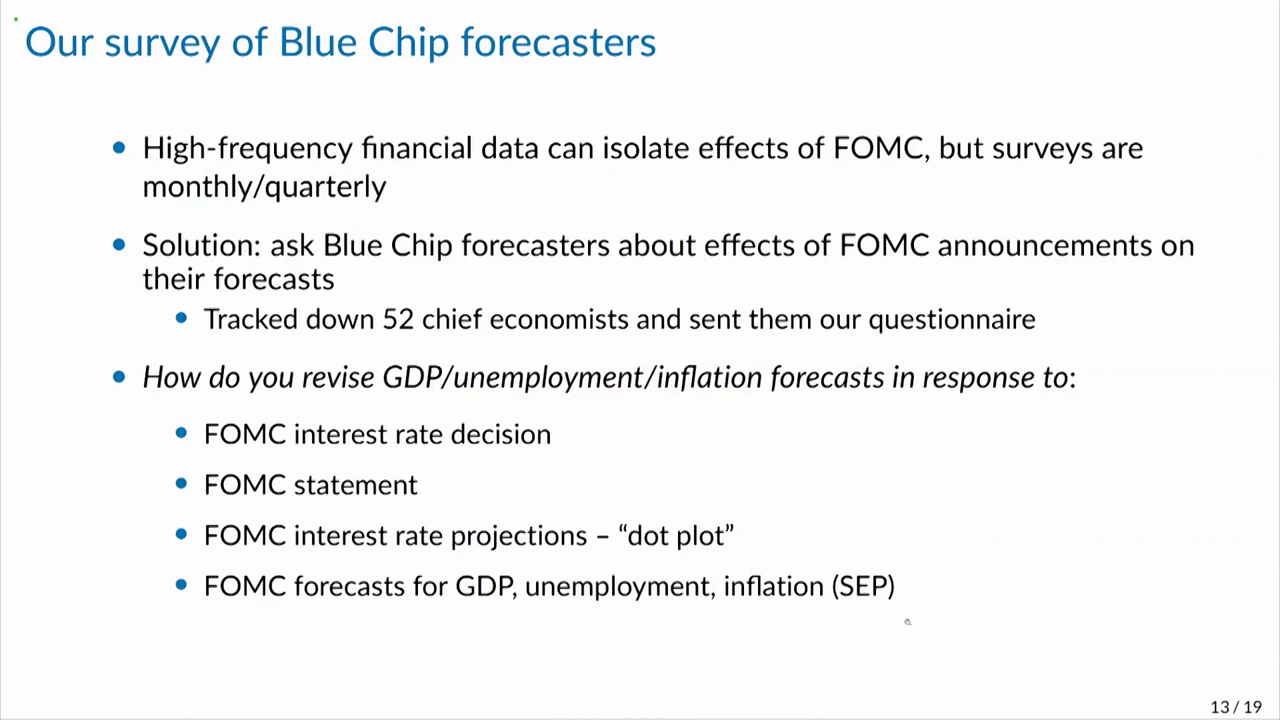 Our survey of Blue Chip forecasters
• High-frequency financial data can isolate effects of FOMC, but surveys are
monthly/quarterly
• Solution: ask Blue Chip forecasters about effects of FOMC announcements on
their forecasts
• Tracked down 52 chief economists and sent them our questionnaire
• How do you revise GDP/unemployment/inflation forecasts in response to:
• FOMC interest rate decision
• FOMC statement
• FOMC interest rate projections – “dot plot”
• FOMC forecasts for GDP, unemployment, inflation (SEP)
13 / 19